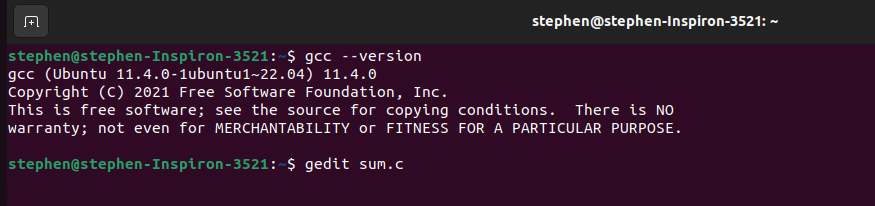 stephen@stephen-Inspiron-3521: ~
stephen@stephen-Inspiron-3521:~$ gcc --version
gcc (Ubuntu 11.4.0-1ubuntu1~22.04) 11.4.0
Copyright (C) 2021 Free Software Foundation, Inc.
This is free software; see the source for copying conditions.  There is NO
warranty; not even for MERCHANTABILITY or FITNESS FOR A PARTICULAR PURPOSE.
stephen@stephen-Inspiron-3521:~$ gedit sum.c